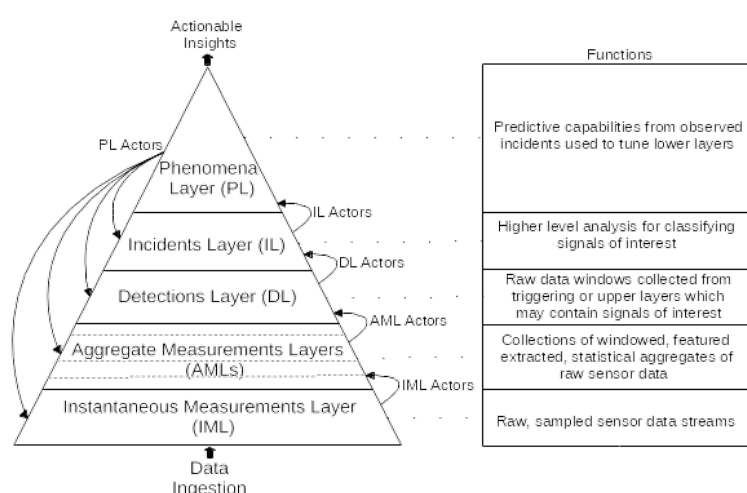 Actionable
Insights
Functions
PL Actors
Phenomena
Layer (PL)
Predictive capabilities from observed
incidents used to tune lower layers
IL Actors
Incidents Layer (IL)
Higher level analysis for classifying
signals of interest
DL Actors
Detections Layer (DL)
Raw data windows collected from
triggering or upper layers which
may contain signals of interest
AML Actors
Aggregate Measurements Layers
(AMLs)
Collections of windowed, featured
extracted, statistical aggregates of
raw sensor data
IML Actors
Instantaneous Measurements Layer
(IML)
Raw, sampled sensor data streams
Data
Ingestion